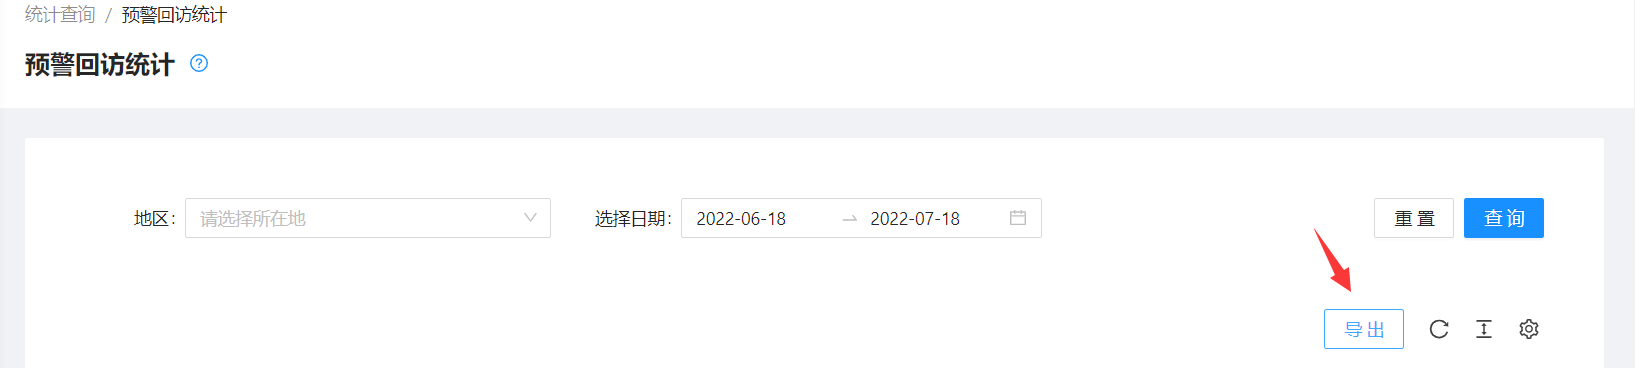 统计查询 / 预警回访统计
预警回访统计
地区: 请选择所在地 选择日期: 2022-06-18 → 2022-07-18 重置 查询
导出